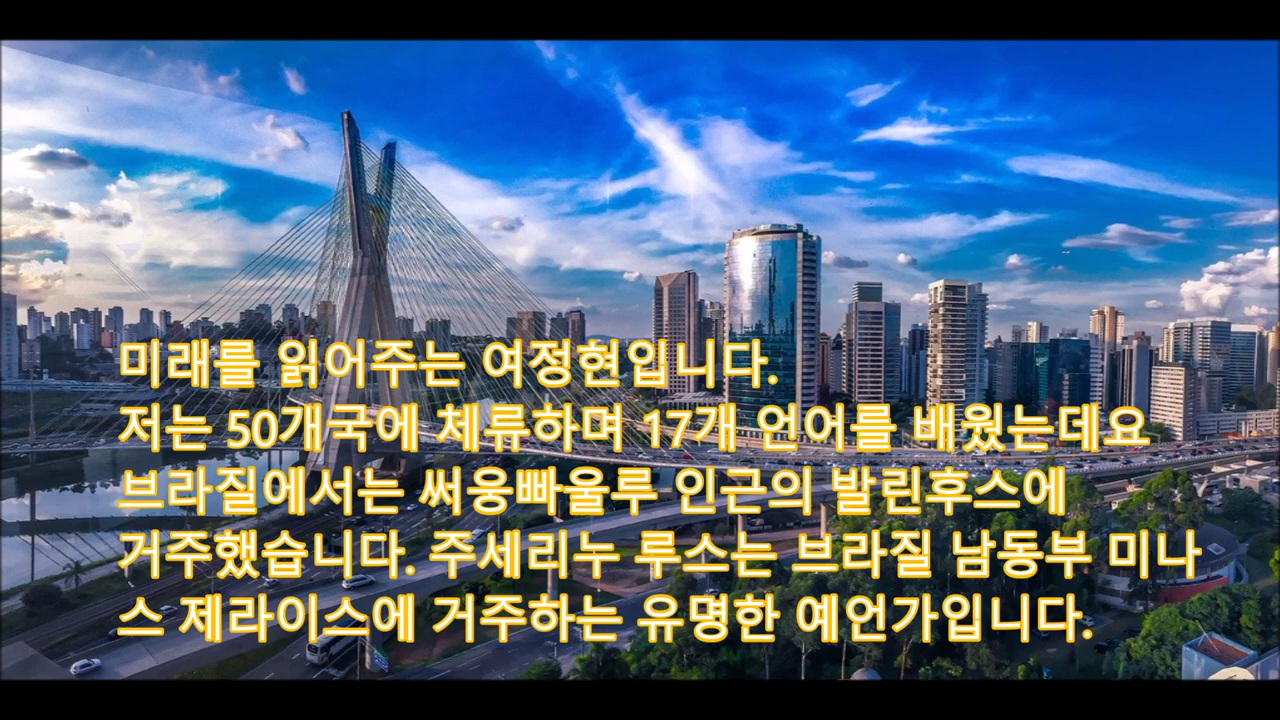 미래를 읽어주는 여정현입니다.
저는 50개국에 체류하며 17개 언어를 배웠는데요
브라질에서는 써웅빠울루 인근의 발린후스에
거주했습니다. 주세리누 루스는 브라질 남동부 미나
스 제라이스에 거주하는 유명한 예언가입니다.